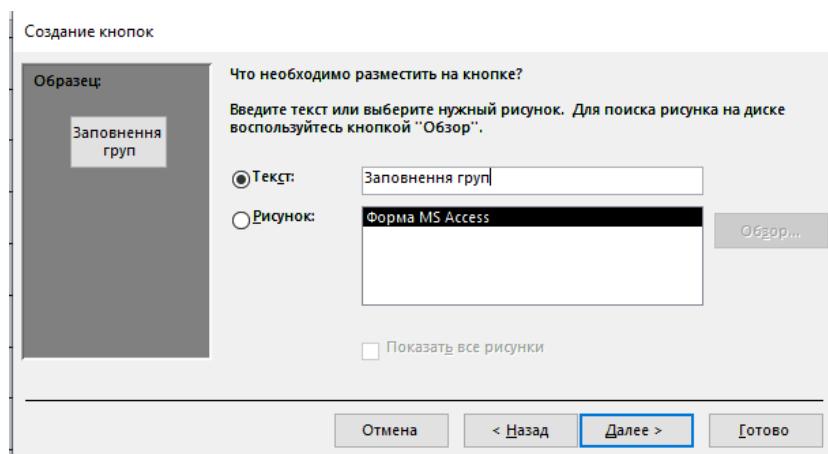 Создание кнопок
Образец:
Заповнення
груп
Что необходимо разместить на кнопке?
Введите текст или выберите нужный рисунок. Для поиска рисунка на диске
воспользуйтесь кнопкой "Обзор".
Текст:
Заповнення груп
Рисунок:
Форма MS Access
Обзор...
Показать все рисунки
Отмена
< Назад
Далее >
Готово